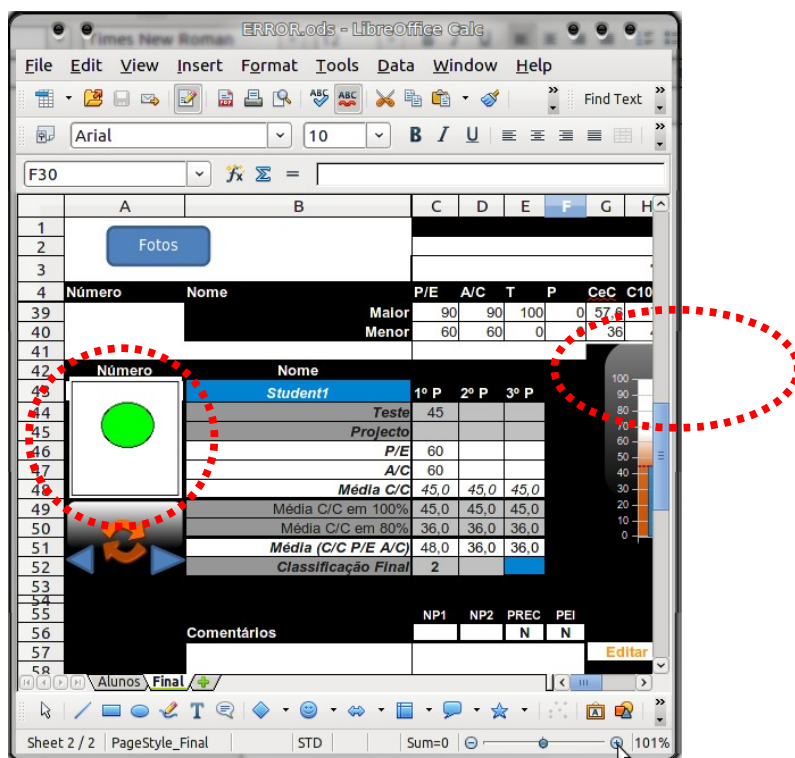 Times New Roman
ERROR.ods - LibreOffice Calc
File Edit View Insert Format Tools Data Window Help
Find Text
Arial 10 B I U
F30 fx Σ =
A B C D E F G H
1
2 Fotos
3
4 Número Nome P/E A/C T P CeC C10
39 Maior 90 90 100 0 57,6
40 Menor 60 60 0 36
41
42 Número Nome
43 Student1 1º P 2º P 3º P
44 Teste 45
45 Projecto
46 P/E 60
47 A/C 60
48 Média C/C 45,0 45,0 45,0
49 Média C/C em 100% 45,0 45,0 45,0
50 Média C/C em 80% 36,0 36,0 36,0
51 Média (C/C P/E A/C) 48,0 36,0 36,0
52 Classificação Final 2
53
54
55 NP1 NP2 PREC PEI
56 Comentários N N
57 Editar
58
100
90
80
70
60
50
40
30
20
10
0
Alunos Final
Sheet 2 / 2 PageStyle_Final STD Sum=0 101%